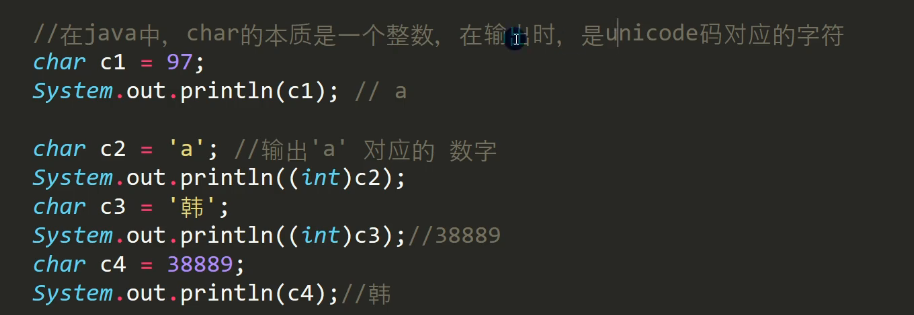 //在java中，char的本质是一个整数，在输出时，是unicode码对应的字符
char c1 = 97;
System.out.println(c1); // a
char c2 = 'a'; //输出'a' 对应的 数字
System.out.println((int)c2);
char c3 = '韩';
System.out.println((int)c3);//38889
char c4 = 38889;
System.out.println(c4);//韩